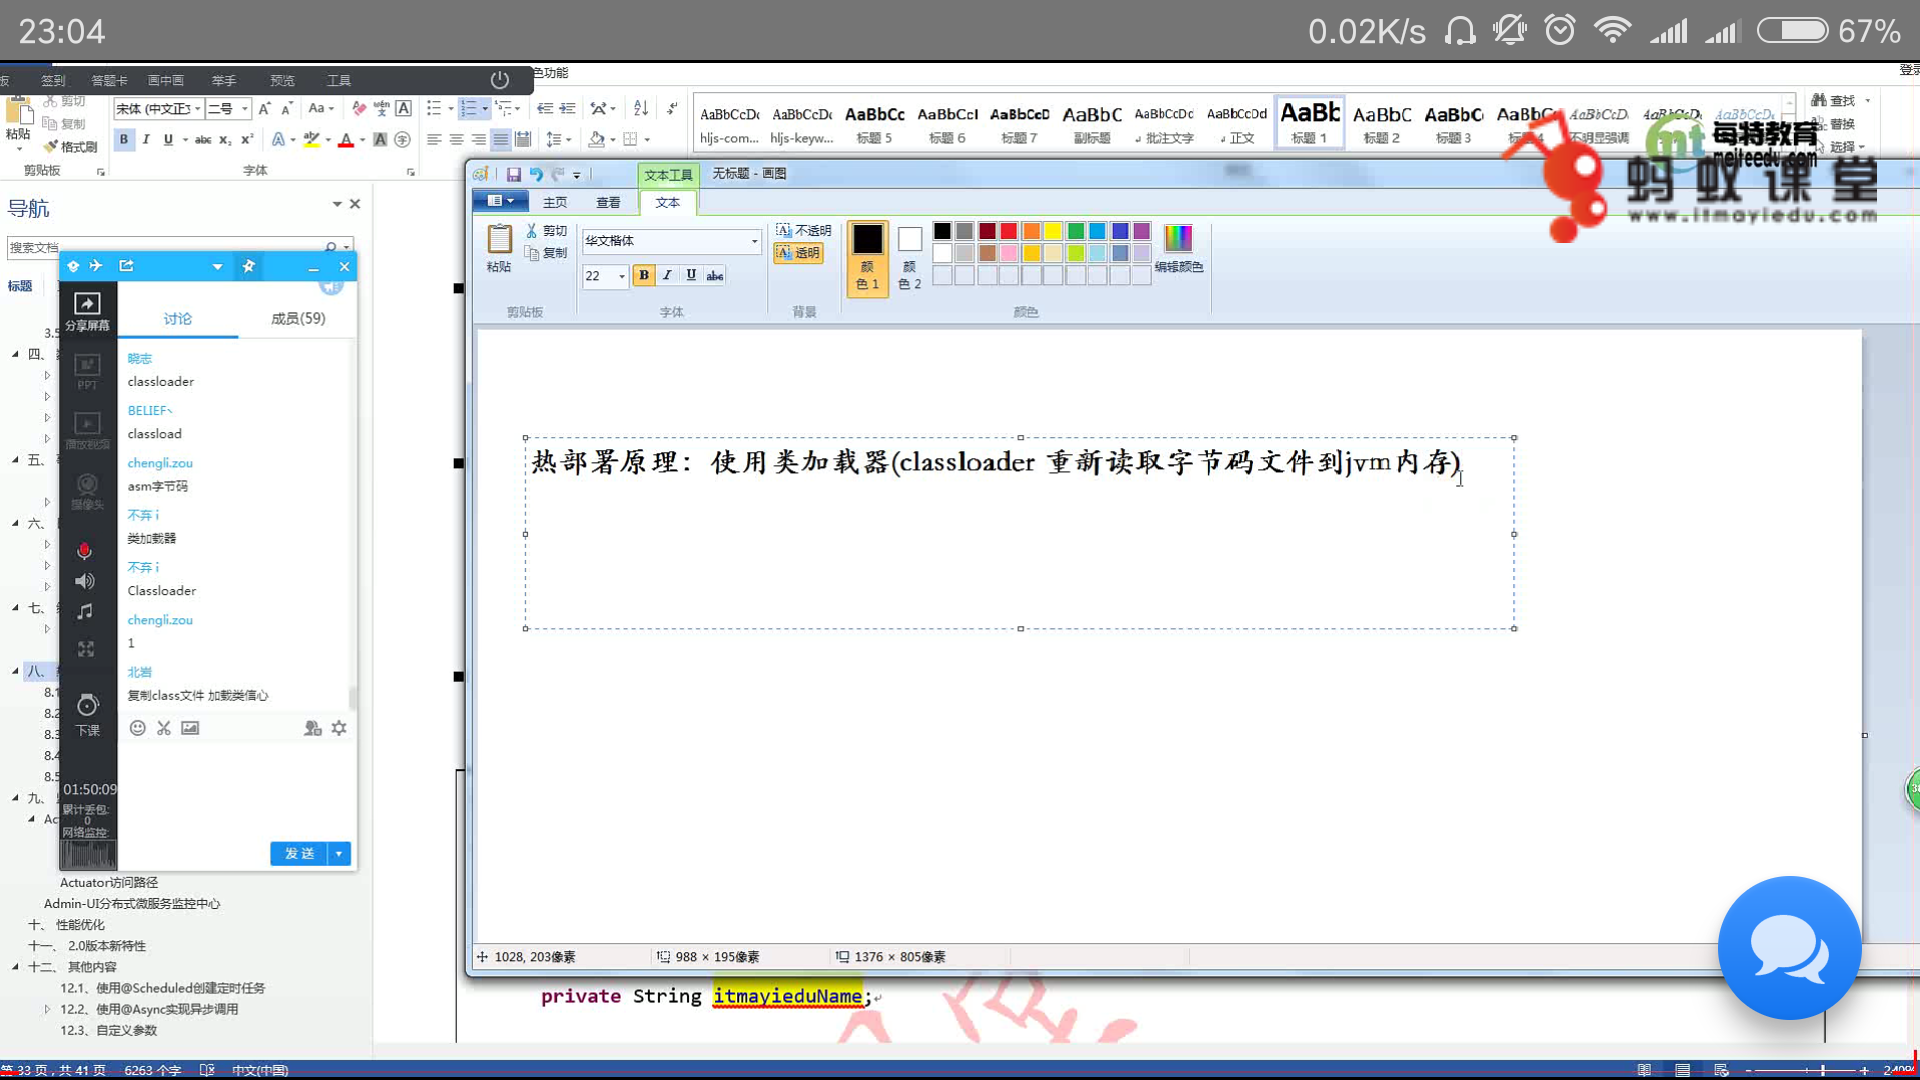 23:04
0.02K/s
67%
签到
答题卡
画中画
举手
预览
工具
色功能
登录
粘贴
剪切
复制
格式刷
剪贴板
宋体 (中文正文
二号
字体
AaBbCcDc AaBbCcDc AaBbCc AaBbCcI AaBbCcD AaBbC AaBbCcDc AaBbCcDd AaBb AaBbC AaBbC
hljs-com... hljs-keyw... 标题 5 标题 6 标题 7 副标题 批注文字 正文 标题 1 标题 2 标题 3 标题 4 不明显强调
查找
替换
选择
每特教育
meiteedu.com
蚂蚁课堂
www.itmayiedu.com
导航
搜索文档
标题
文本工具
无标题 - 画图
主页
查看
文本
粘贴
剪切
复制
剪贴板
华文楷体
22
字体
不透明
透明
背景
颜色 1
颜色 2
编辑颜色
颜色
热部署原理：使用类加载器(classloader 重新读取字节码文件到jvm内存)
分享屏幕
PPT
播放视频
摄像头
下课
01:50:09
累计丢包:
0
网络监控:
讨论
成员(59)
晓志
classloader
BELIEF丶
classload
chengli.zou
asm字节码
不弃 i
类加载器
不弃 i
Classloader
chengli.zou
1
北岩
复制class文件 加载类信心
发送
3.5
四、
五、
六、
七、
八、
8.1
8.2
8.3
8.4
8.5
九、
Ac
Actuator访问路径
Admin-UI分布式微服务监控中心
十、 性能优化
十一、 2.0版本新特性
十二、 其他内容
12.1、使用@Scheduled创建定时任务
12.2、使用@Async实现异步调用
12.3、自定义参数
1028, 203像素
988 × 195像素
1376 × 805像素
private String itmayieduName;
第 33 页，共 41 页
6263 个字
中文(中国)
240%